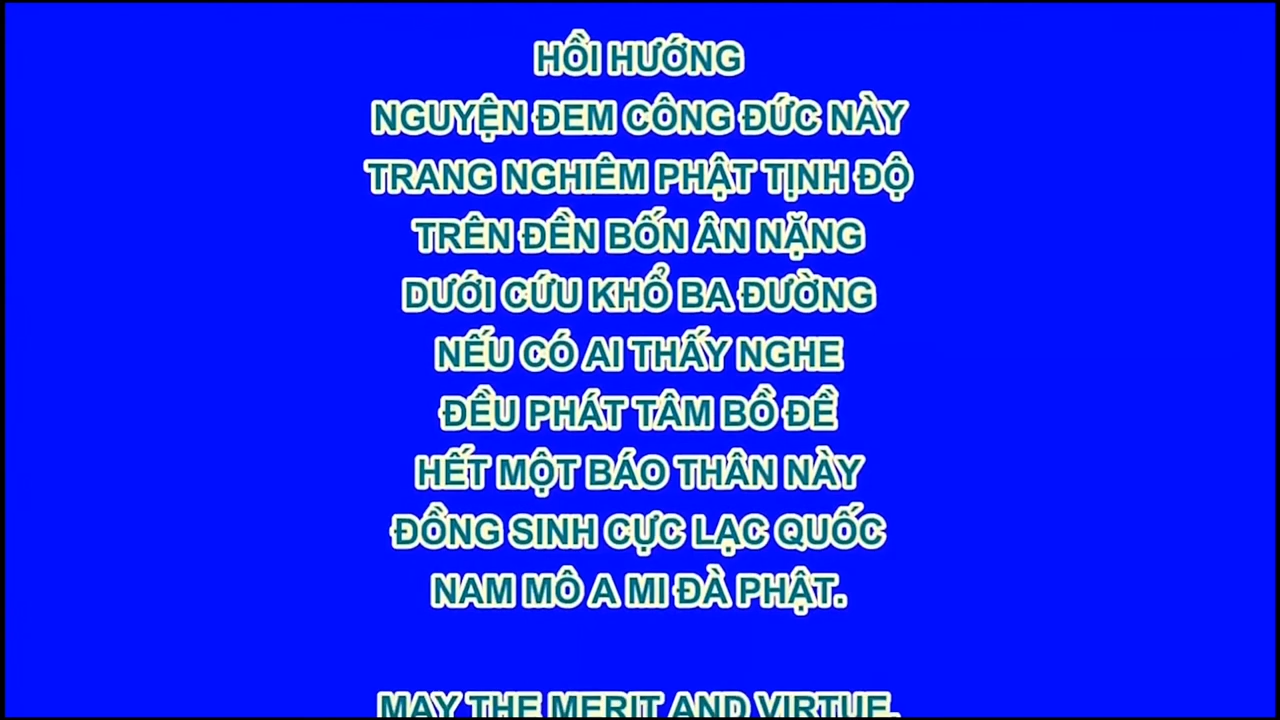 HỒI HƯỚNG
NGUYỆN ĐEM CÔNG ĐỨC NÀY
TRANG NGHIÊM PHẬT TỊNH ĐỘ
TRÊN ĐỀN BỐN ÂN NẶNG
DƯỚI CỨU KHỔ BA ĐƯỜNG
NẾU CÓ AI THẤY NGHE
ĐỀU PHÁT TÂM BỒ ĐỀ
HẾT MỘT BÁO THÂN NÀY
ĐỒNG SINH CỰC LẠC QUỐC
NAM MÔ A MI ĐÀ PHẬT.
MAY THE MERIT AND VIRTUE,